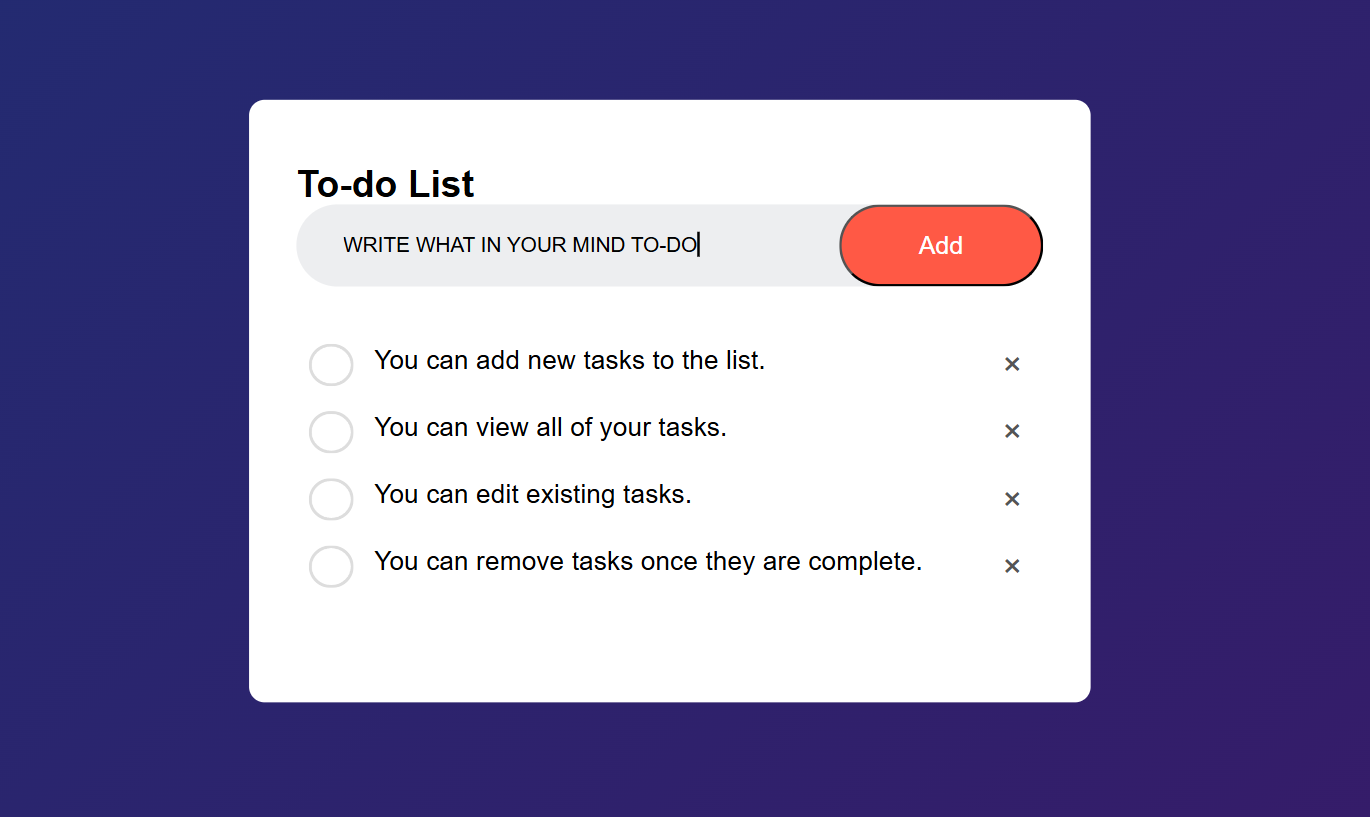 To-do List
WRITE WHAT IN YOUR MIND TO-DO
Add
You can add new tasks to the list.
×
You can view all of your tasks.
×
You can edit existing tasks.
×
You can remove tasks once they are complete.
×